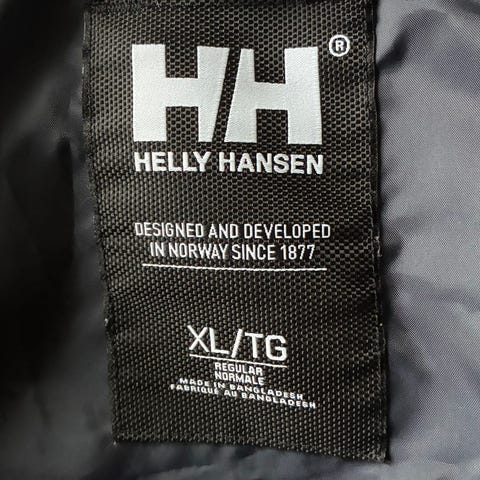 HH®
HELLY HANSEN
DESIGNED AND DEVELOPED
IN NORWAY SINCE 1877
XL/TG
REGULAR
NORMALE
MADE IN BANGLADESH
FABRIQUE AU BANGLADESH